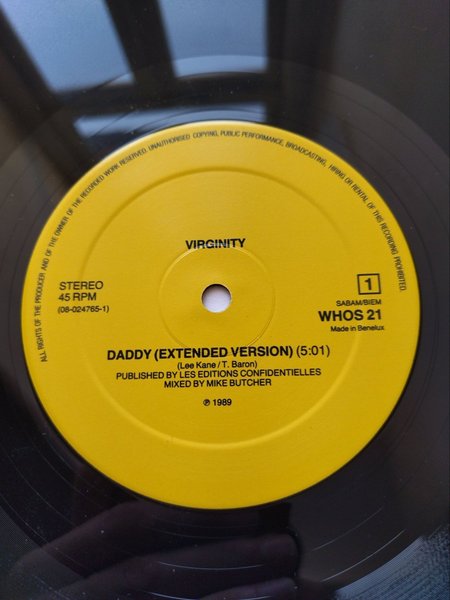 ALL RIGHTS OF THE PRODUCER AND OF THE OWNER OF THE RECORDED WORK RESERVED. UNAUTHORISED COPYING, PUBLIC PERFORMANCE, BROADCASTING, HIRING OR RENTAL OF THIS RECORDING PROHIBITED.
VIRGINITY
STEREO
45 RPM
(08-024765-1)
1
SABAM/BIEM
WHOS 21
Made in Benelux
DADDY (EXTENDED VERSION) (5:01)
(Lee Kane / T. Baron)
PUBLISHED BY LES EDITIONS CONFIDENTIELLES
MIXED BY MIKE BUTCHER
℗ 1989